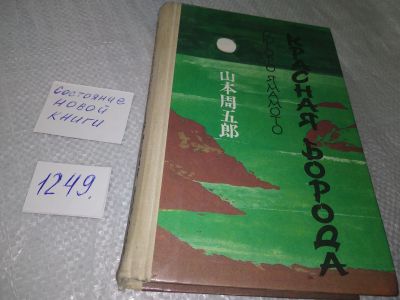 состояние
новой
книги
1249.
山本周五郎
СЮГОРО ЯМАМОТО
КРАСНАЯ БОРОДА